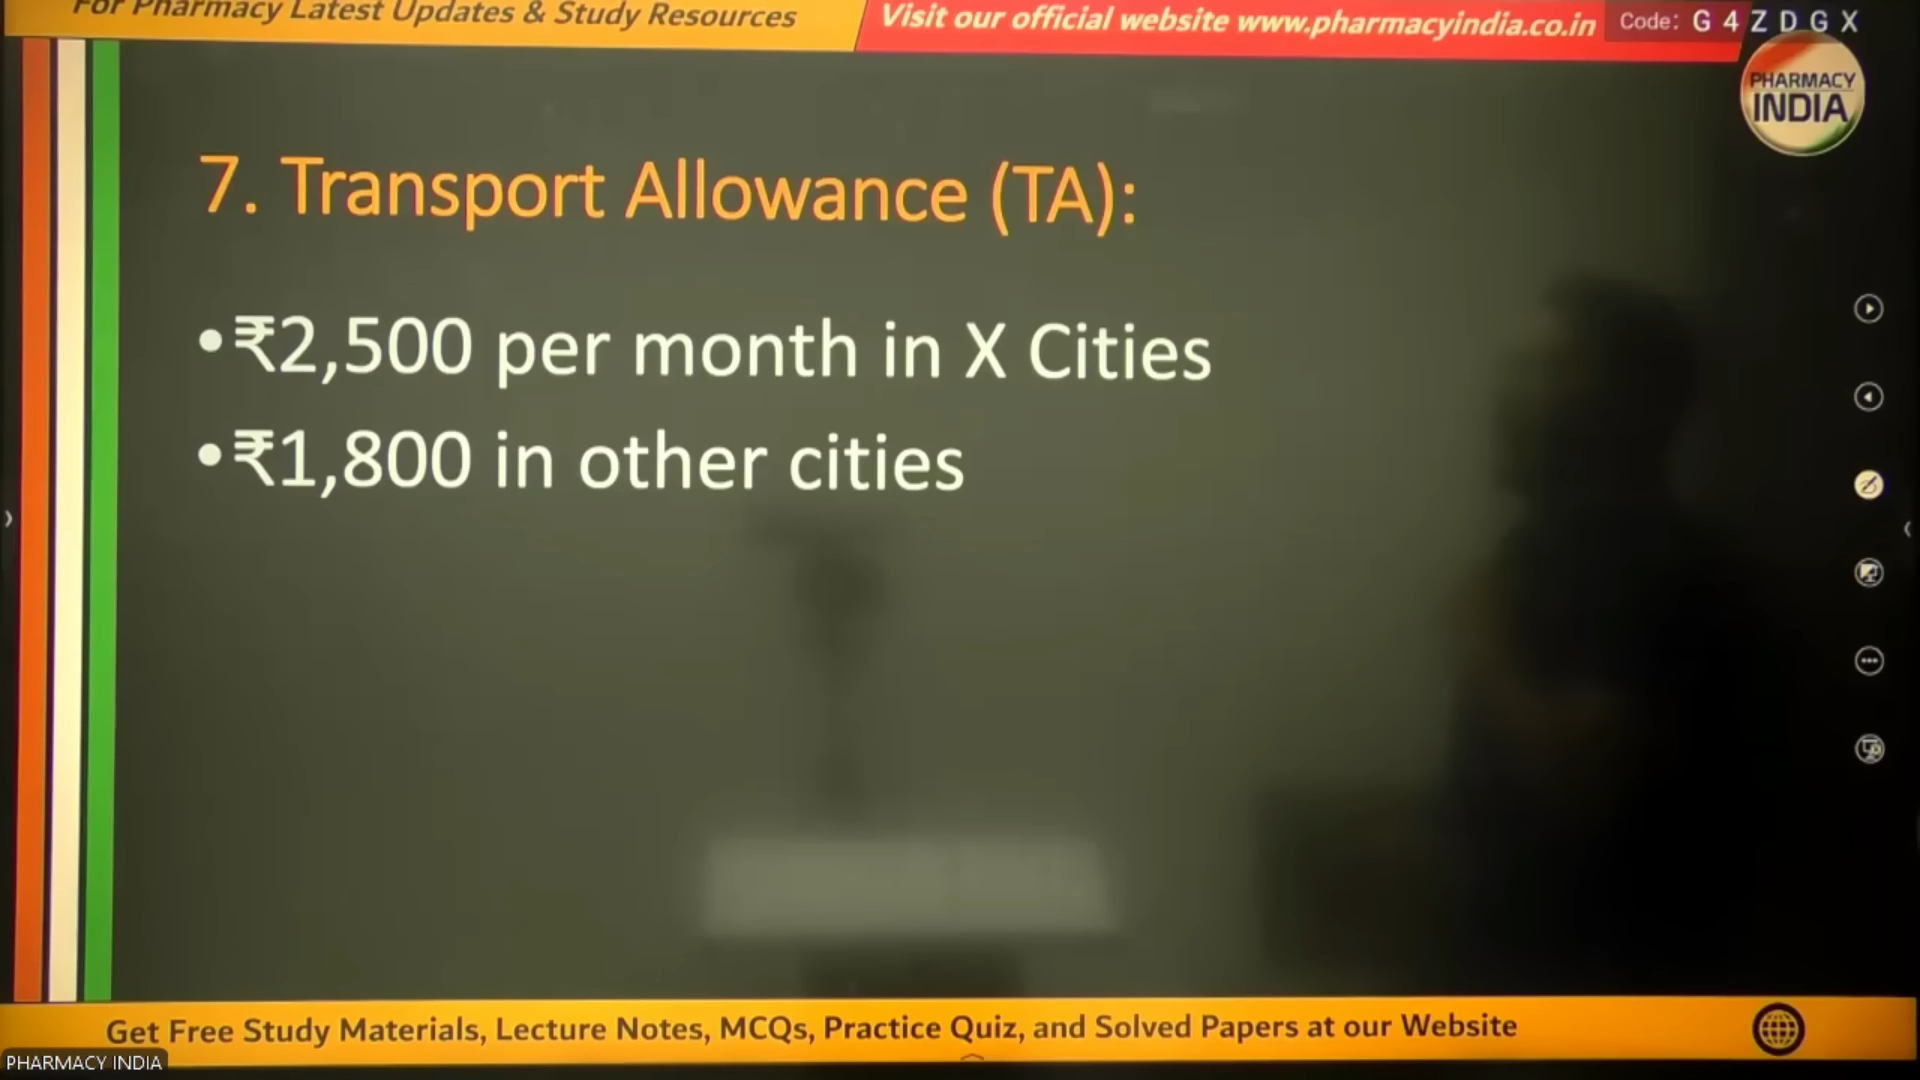 For Pharmacy Latest Updates & Study Resources
Visit our official website www.pharmacyindia.co.in
Code: G 4 Z D G X
PHARMACY
INDIA
7. Transport Allowance (TA):
•₹2,500 per month in X Cities
•₹1,800 in other cities
Get Free Study Materials, Lecture Notes, MCQs, Practice Quiz, and Solved Papers at our Website
PHARMACY INDIA